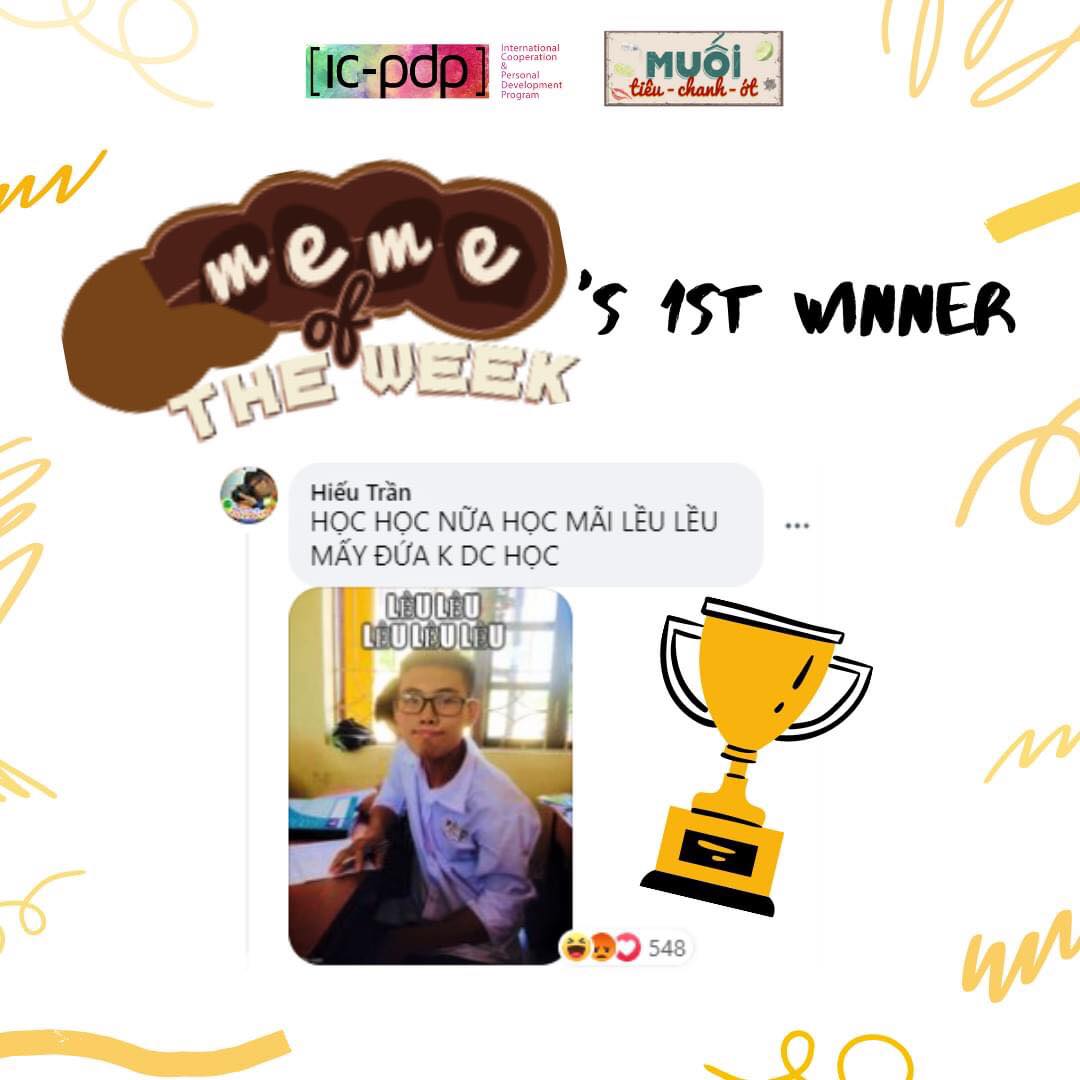 [ic-pdp]
International
Cooperation
&
Personal
Development
Program
MUỐI
tiêu - chanh - ớt
meme
of
THE WEEK
'S 1ST WINNER
Hiếu Trần
HỌC HỌC NỮA HỌC MÃI LỀU LỀU
MẤY ĐỨA K DC HỌC
LÊU LÊU
LÊU LÊU LÊU
548